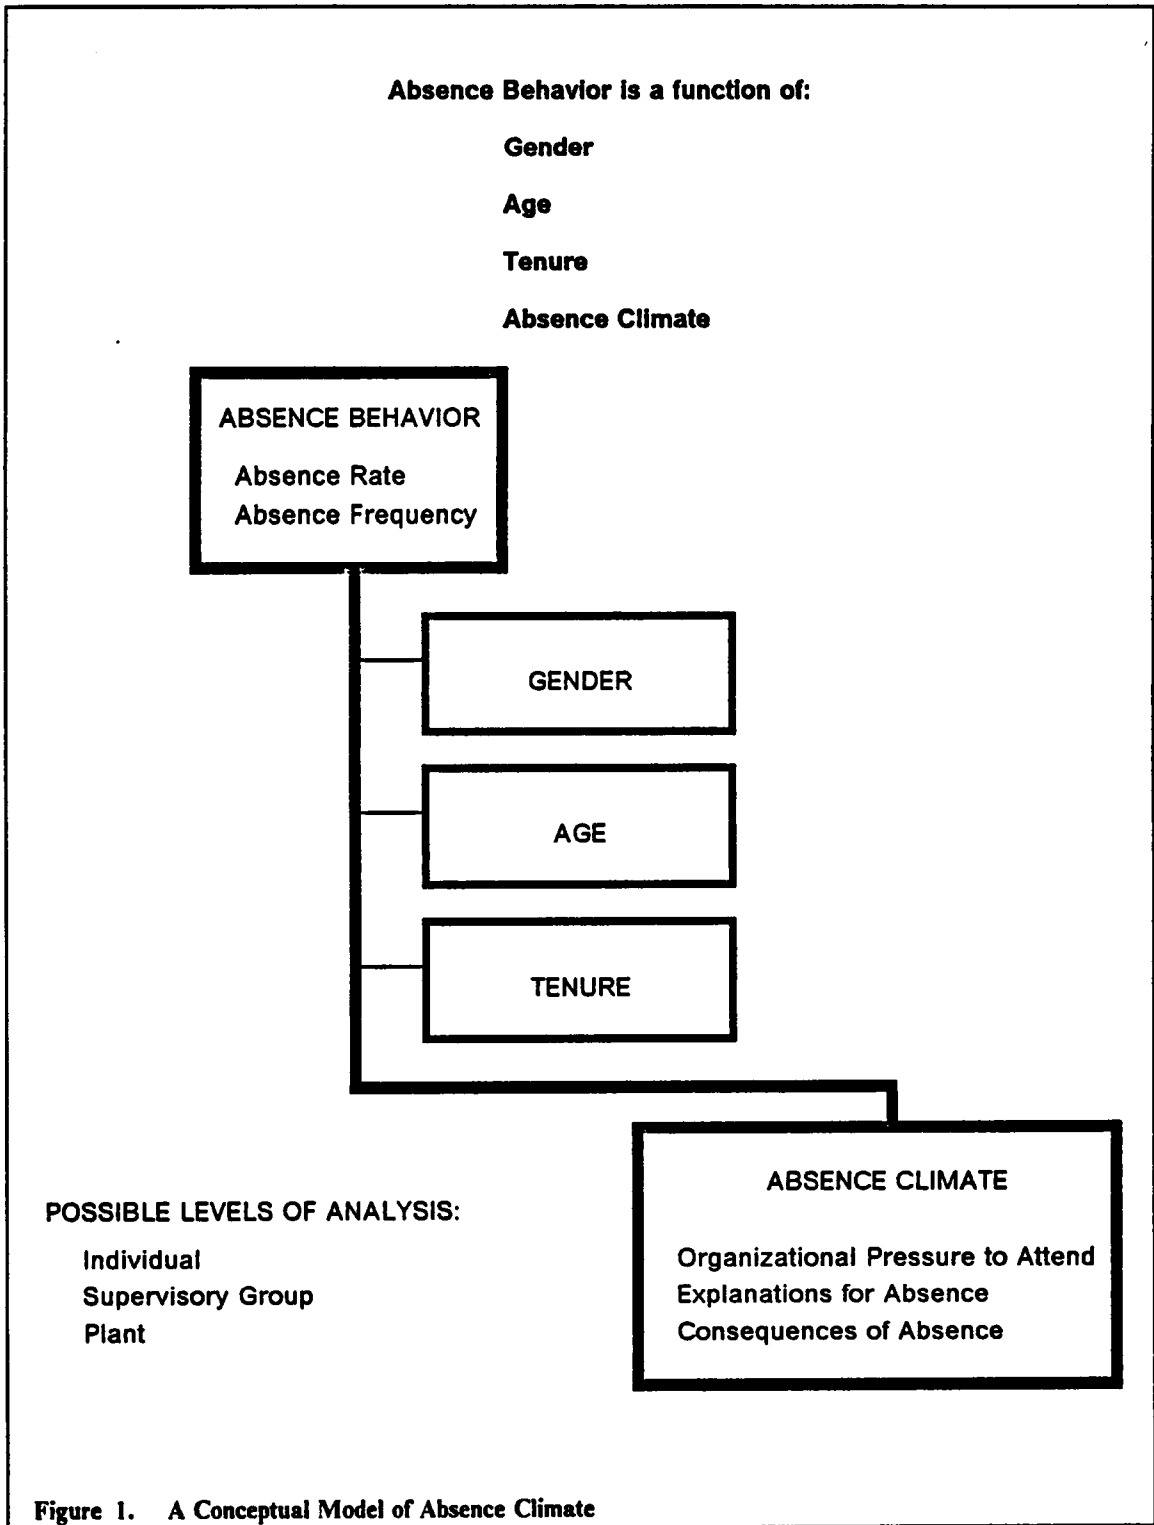 Absence Behavior is a function of:
Gender
Age
Tenure
Absence Climate
ABSENCE BEHAVIOR
Absence Rate
Absence Frequency
GENDER
AGE
TENURE
ABSENCE CLIMATE
Organizational Pressure to Attend
Explanations for Absence
Consequences of Absence
POSSIBLE LEVELS OF ANALYSIS:
Individual
Supervisory Group
Plant
Figure 1. A Conceptual Model of Absence Climate